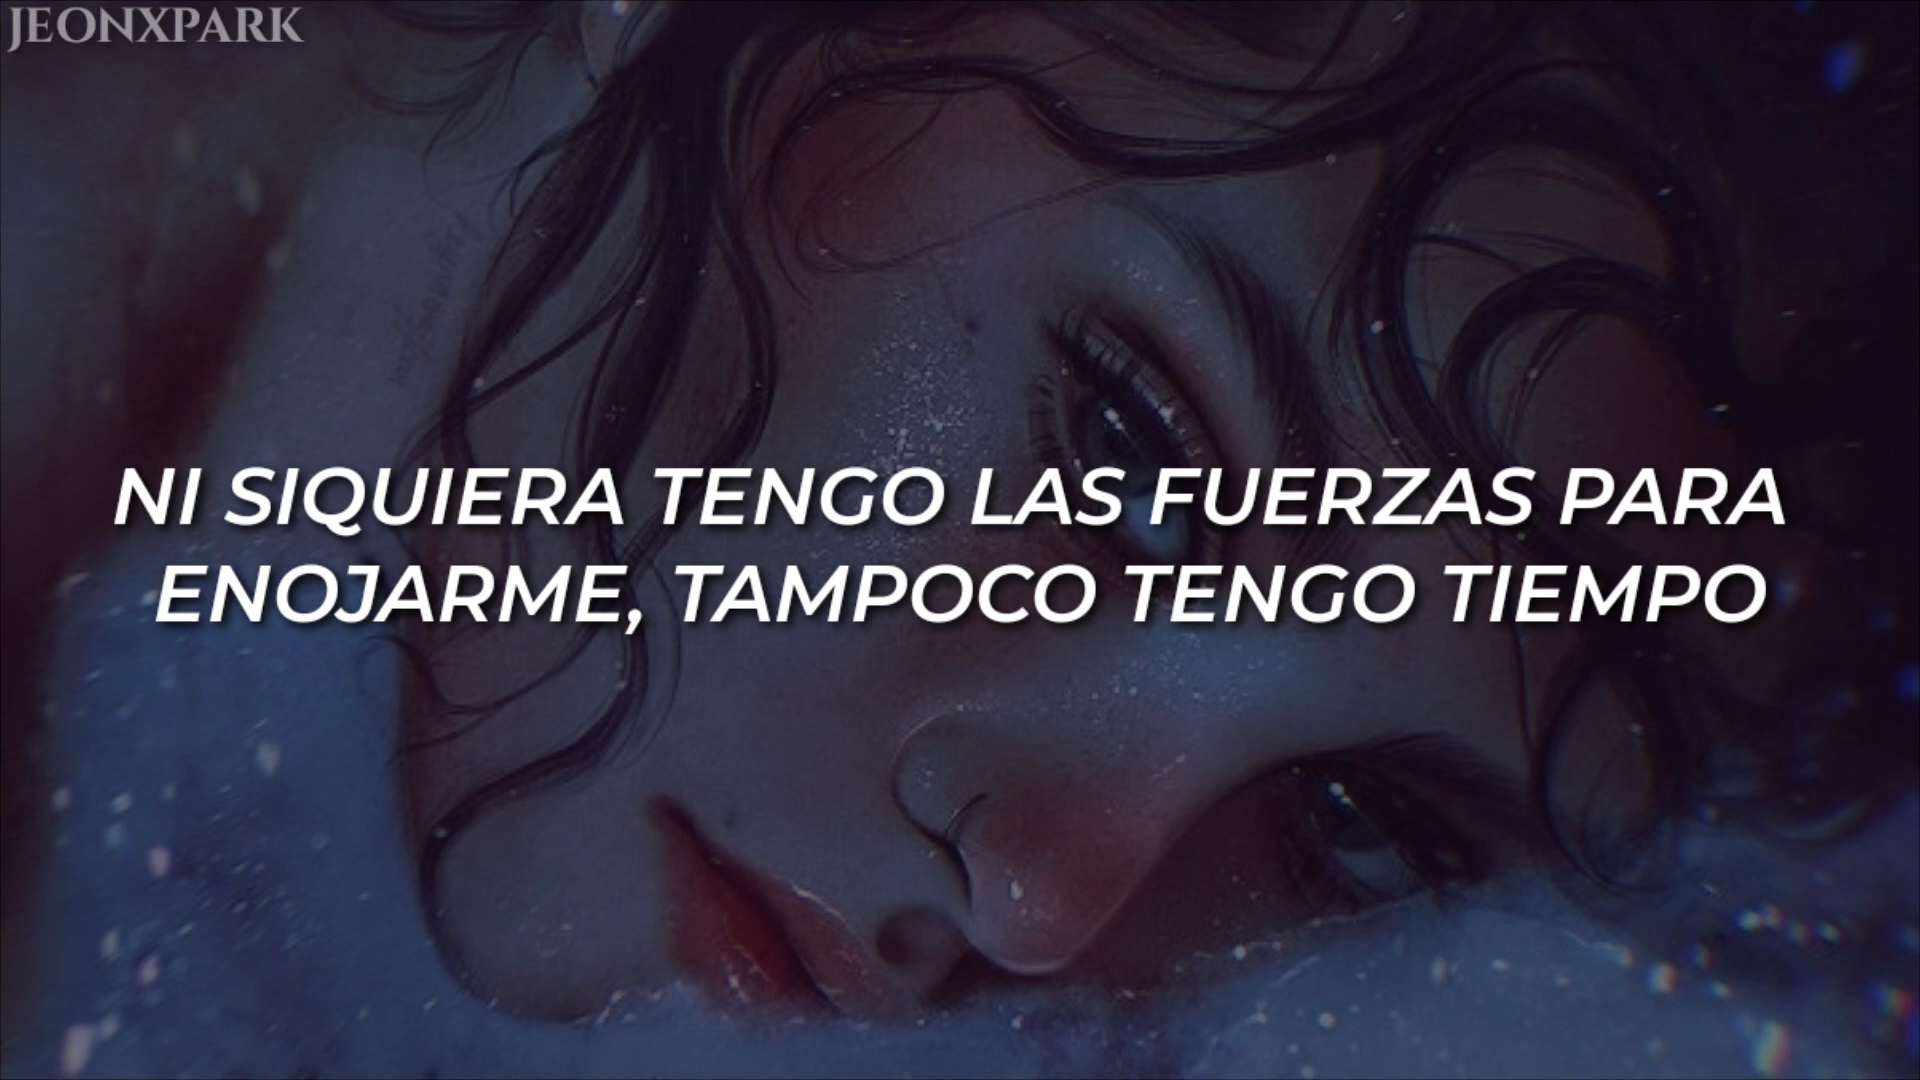 JEONXPARK
NI SIQUIERA TENGO LAS FUERZAS PARA
ENOJARME, TAMPOCO TENGO TIEMPO